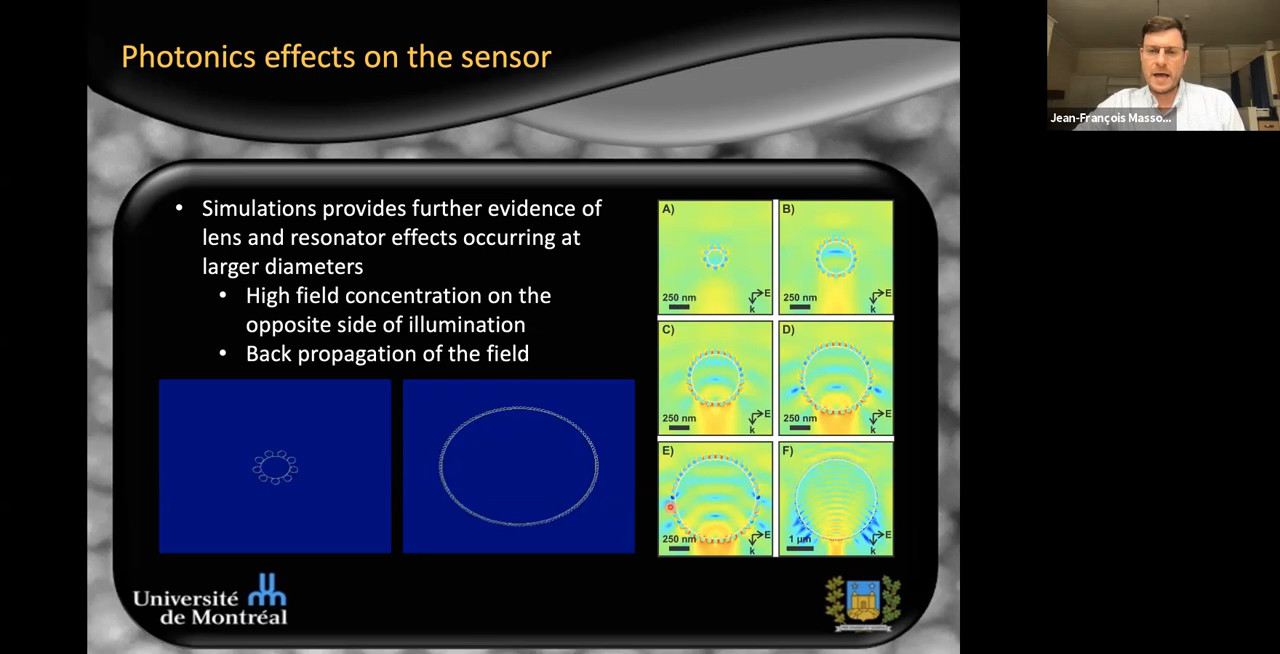 Photonics effects on the sensor
Jean-François Masso...
• Simulations provides further evidence of
lens and resonator effects occurring at
larger diameters
• High field concentration on the
opposite side of illumination
• Back propagation of the field
A)
250 nm
E
k
B)
250 nm
E
k
C)
250 nm
E
k
D)
250 nm
E
k
E)
250 nm
E
k
F)
1 µm
E
k
Université
de Montréal